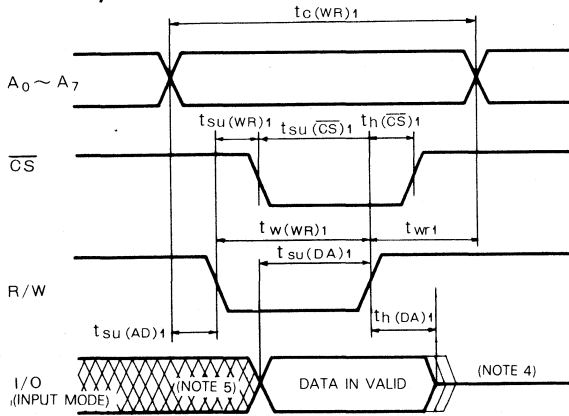 tc(WR)1
A0～A7
tsu(WR)1 tsu(CS)1 th(CS)1
CS
tw(WR)1 twr1
tsu(DA)1
R/W
tsu(AD)1 th(DA)1
I/O (NOTE 5) DATA IN VALID (NOTE 4)
(INPUT MODE)